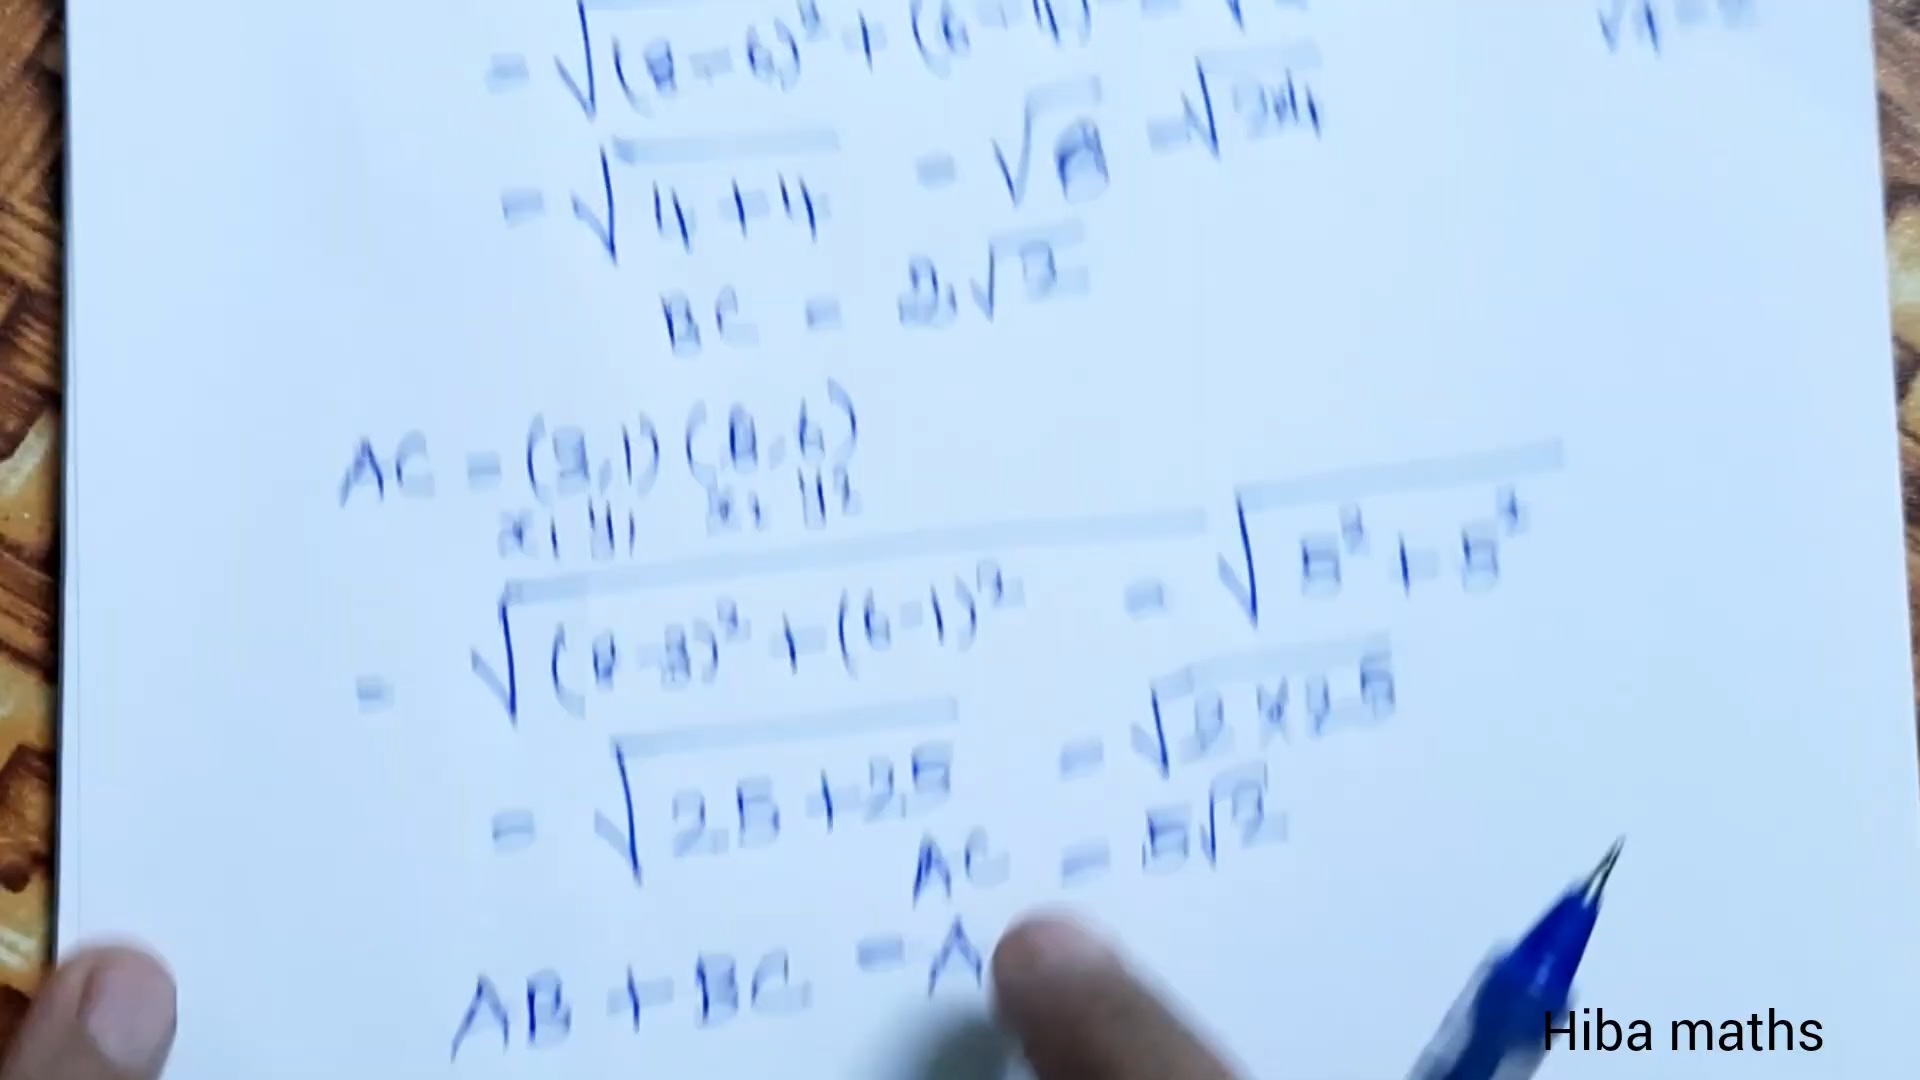 = √(8-6)² + (6-4)
= √4+4 = √8 = √2×4
BC = 2√2
AC = (3,1) (8,6)
x₁ y₁ x₂ y₂
= √(8-3)² + (6-1)² = √5² + 5²
= √25+25 = √2×25
AC = 5√2
AB + BC = A
Hiba maths